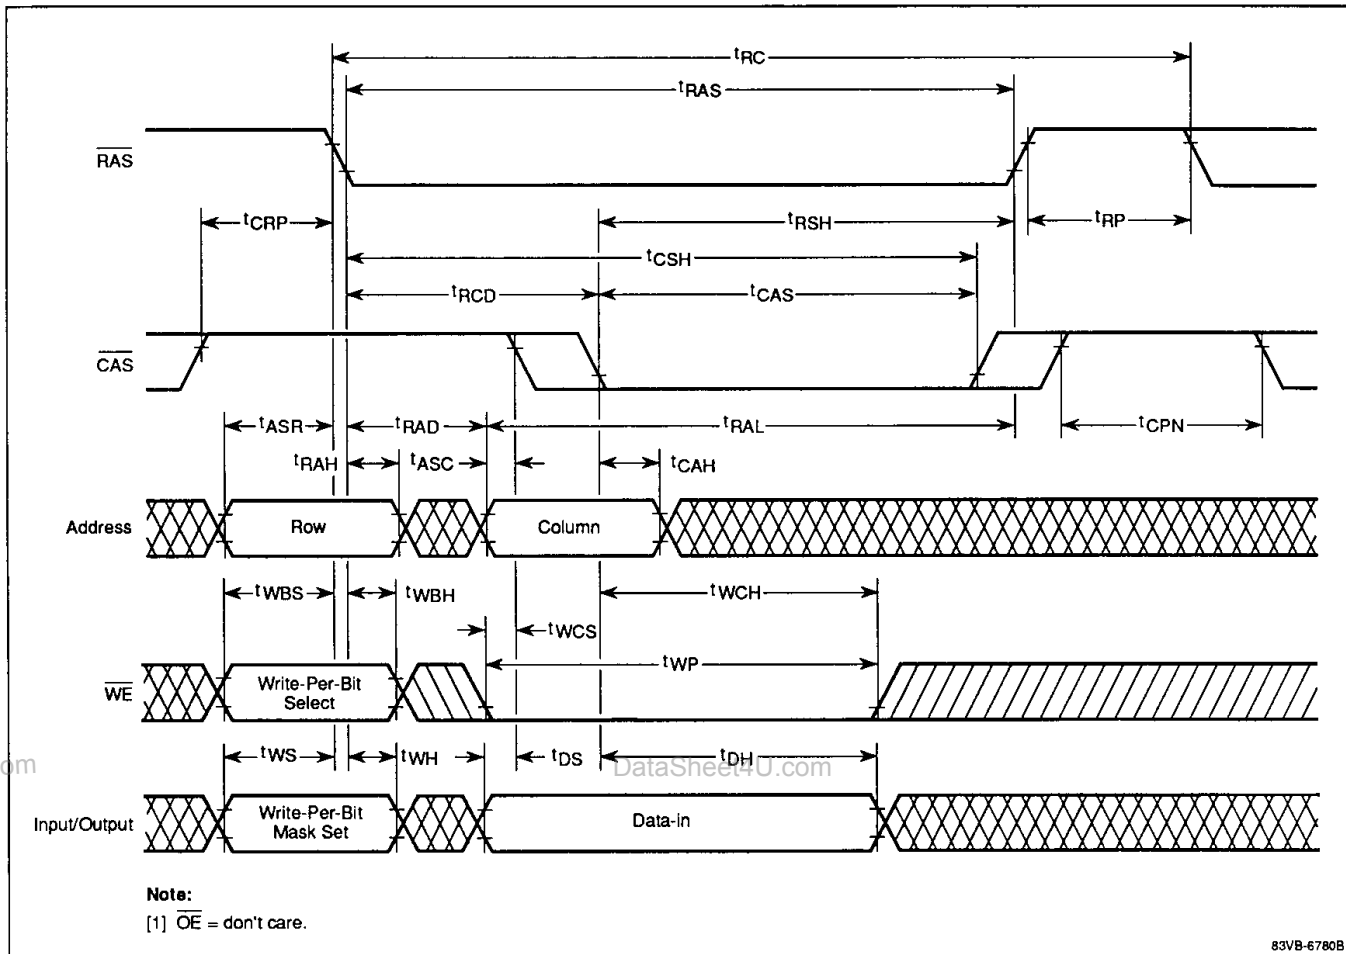 tRC
tRAS
RAS
tCRP
tRSH
tRP
tCSH
tRCD
tCAS
CAS
tASR
tRAD
tRAL
tCPN
tRAH
tASC
tCAH
Address
Row
Column
tWBS
tWBH
tWCH
tWCS
tWP
WE
Write-Per-Bit
Select
om
tWS
tWH
tDS
tDH
DataSheet4U.com
Input/Output
Write-Per-Bit
Mask Set
Data-in
Note:
[1] OE = don't care.
83VB-6780B